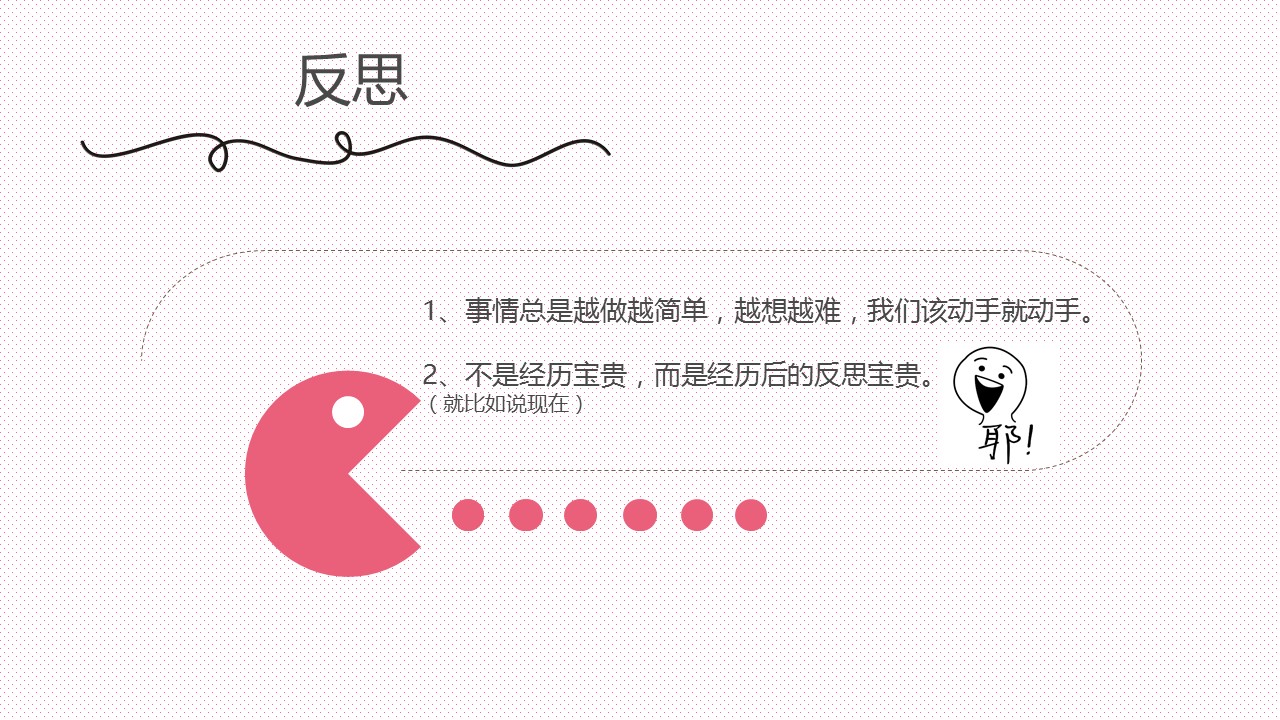 反思
1、事情总是越做越简单，越想越难，我们该动手就动手。
2、不是经历宝贵，而是经历后的反思宝贵。
（就比如说现在）
耶！